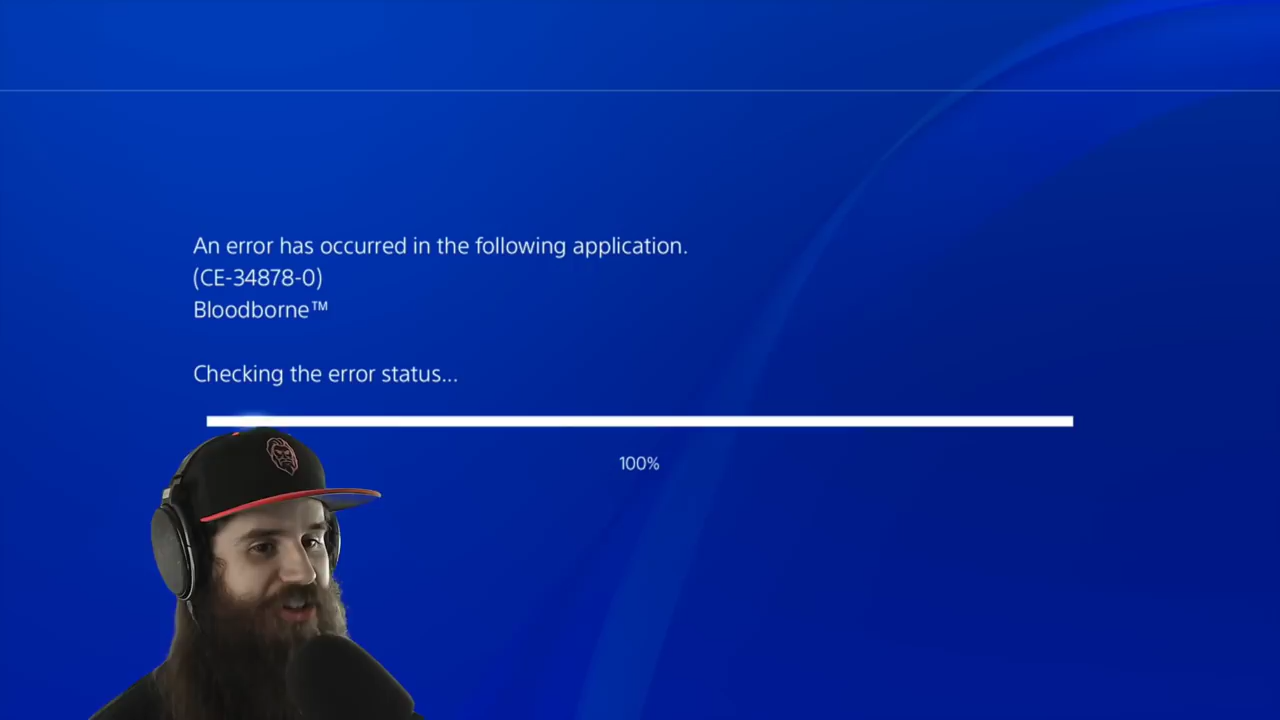 An error has occurred in the following application.
(CE-34878-0)
Bloodborne™
Checking the error status...
100%